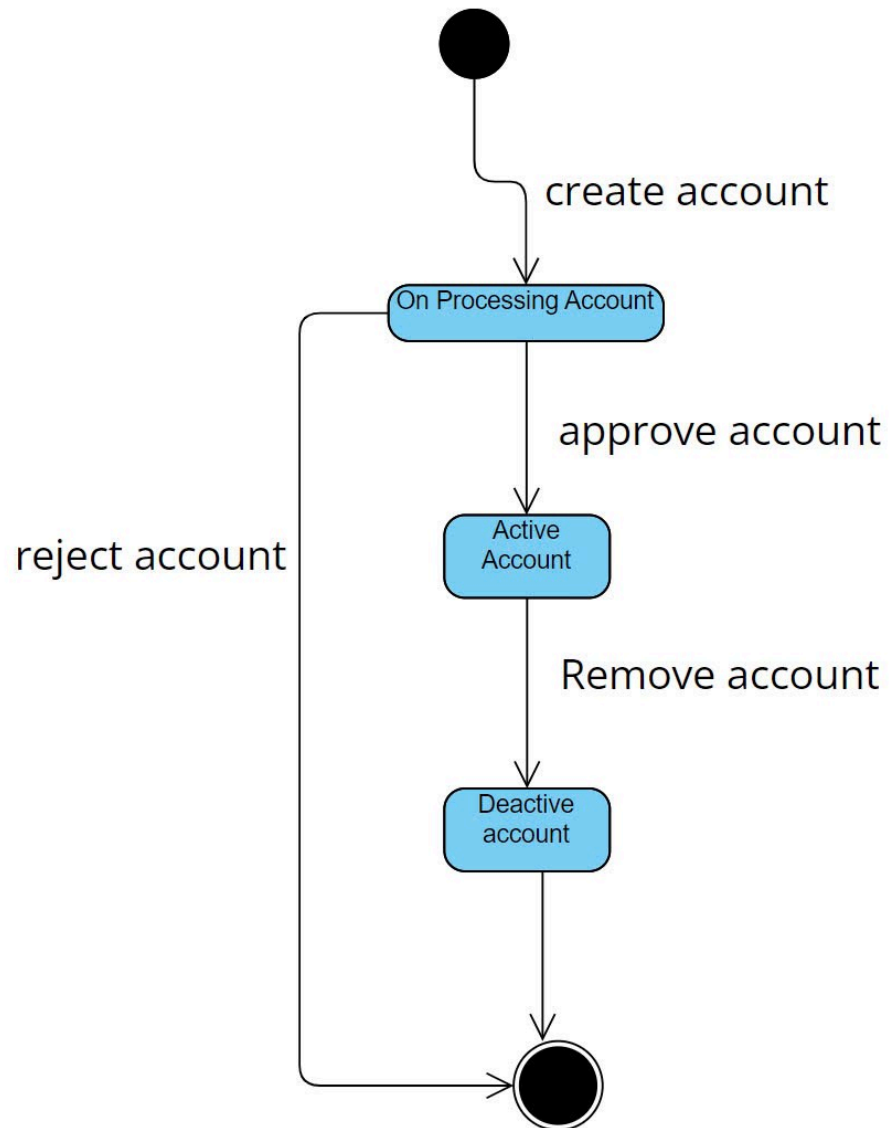 create account
On Processing Account
approve account
Active
Account
reject account
Remove account
Deactive
account